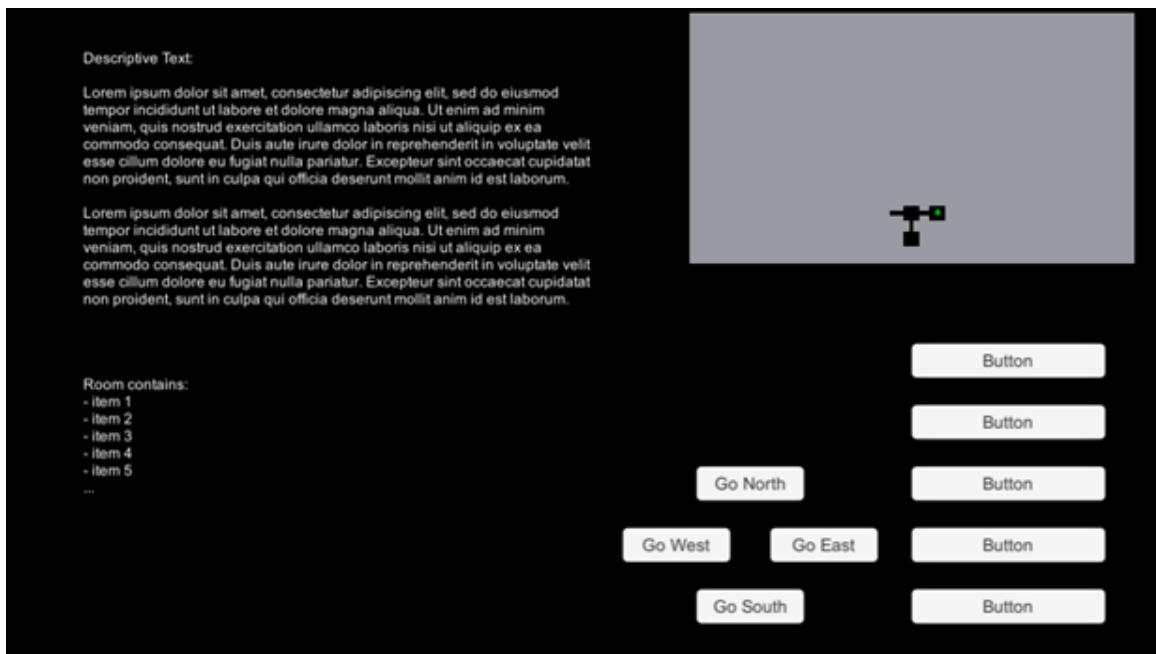 Descriptive Text:
Lorem ipsum dolor sit amet, consectetur adipiscing elit, sed do eiusmod
tempor incididunt ut labore et dolore magna aliqua. Ut enim ad minim
veniam, quis nostrud exercitation ullamco laboris nisi ut aliquip ex ea
commodo consequat. Duis aute irure dolor in reprehenderit in voluptate velit
esse cillum dolore eu fugiat nulla pariatur. Excepteur sint occaecat cupidatat
non proident, sunt in culpa qui officia deserunt mollit anim id est laborum.
Lorem ipsum dolor sit amet, consectetur adipiscing elit, sed do eiusmod
tempor incididunt ut labore et dolore magna aliqua. Ut enim ad minim
veniam, quis nostrud exercitation ullamco laboris nisi ut aliquip ex ea
commodo consequat. Duis aute irure dolor in reprehenderit in voluptate velit
esse cillum dolore eu fugiat nulla pariatur. Excepteur sint occaecat cupidatat
non proident, sunt in culpa qui officia deserunt mollit anim id est laborum.
Room contains:
- item 1
- item 2
- item 3
- item 4
- item 5
...
Button
Button
Go North
Button
Go West
Go East
Button
Go South
Button